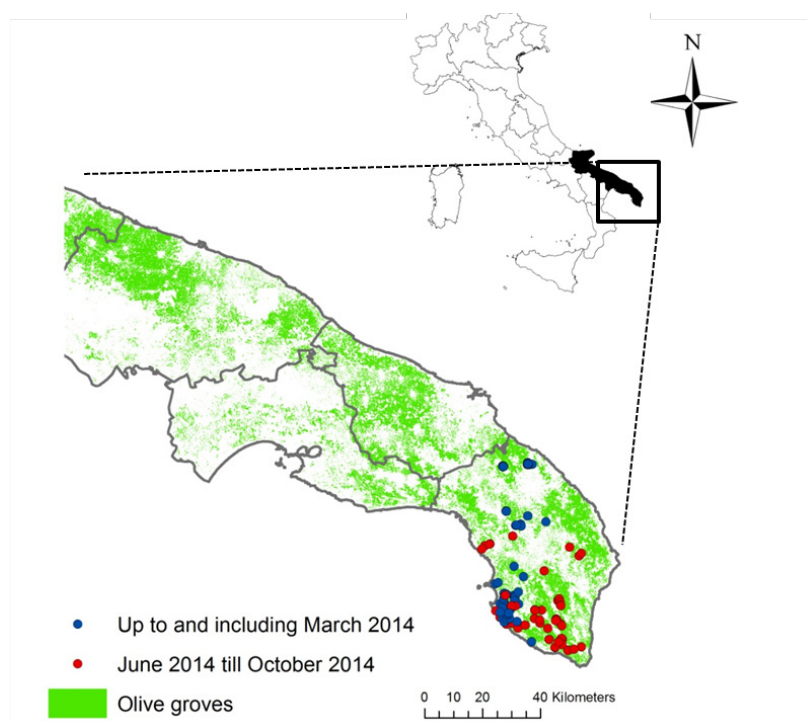 N
Up to and including March 2014
June 2014 till October 2014
Olive groves
0 10 20 40 Kilometers